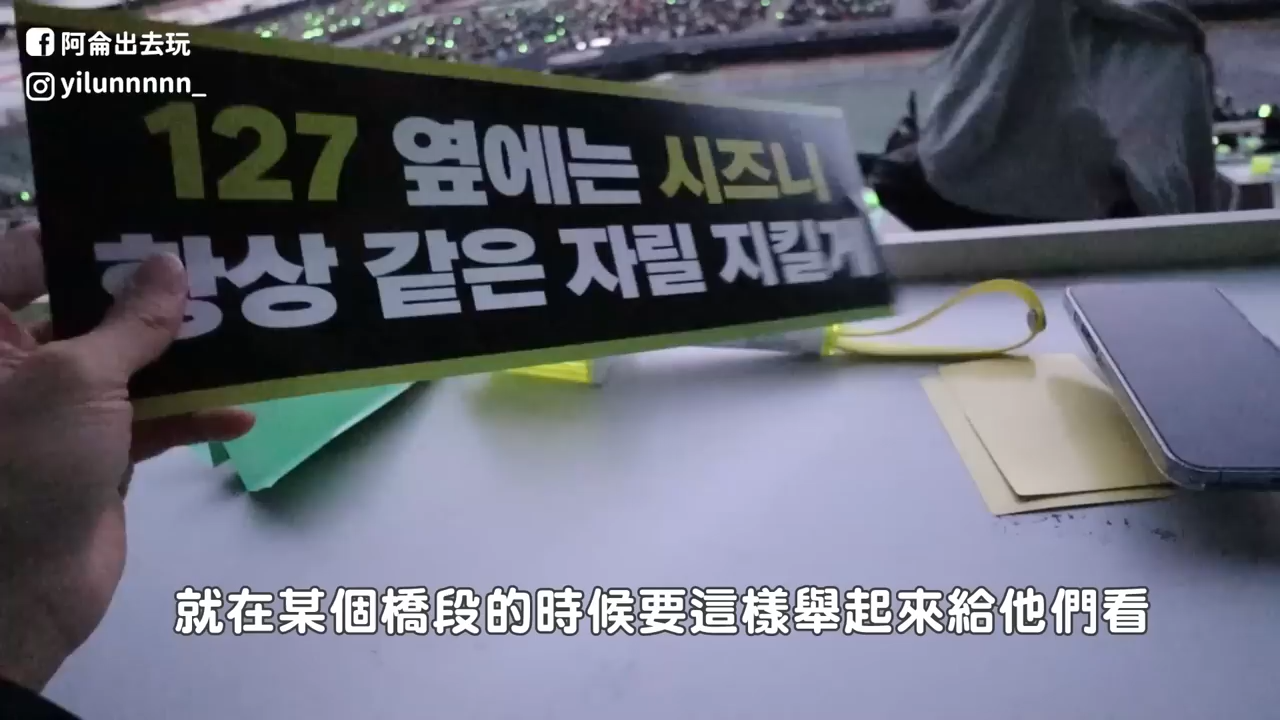 阿侖出去玩
yilunnnnn_
127 옆에는 시즈니
항상 같은 자릴 지킬게
就在某個橋段的時候要這樣舉起來給他們看